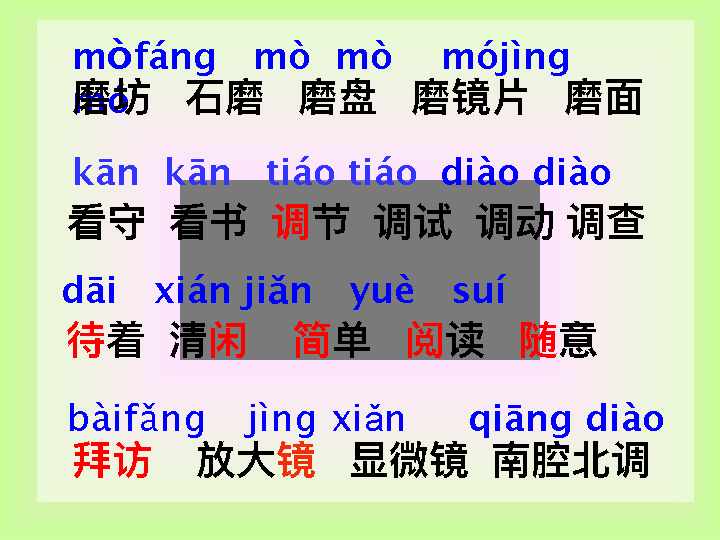 mòfáng mò mò mójìng
mò
磨坊 石磨 磨盘 磨镜片 磨面
kān kān tiáo tiáo diào diào
看守 看书 调节 调试 调动 调查
dāi xián jiǎn yuè suí
待着 清闲 简单 阅读 随意
bàifǎng jìng xiǎn qiāng diào
拜访 放大镜 显微镜 南腔北调